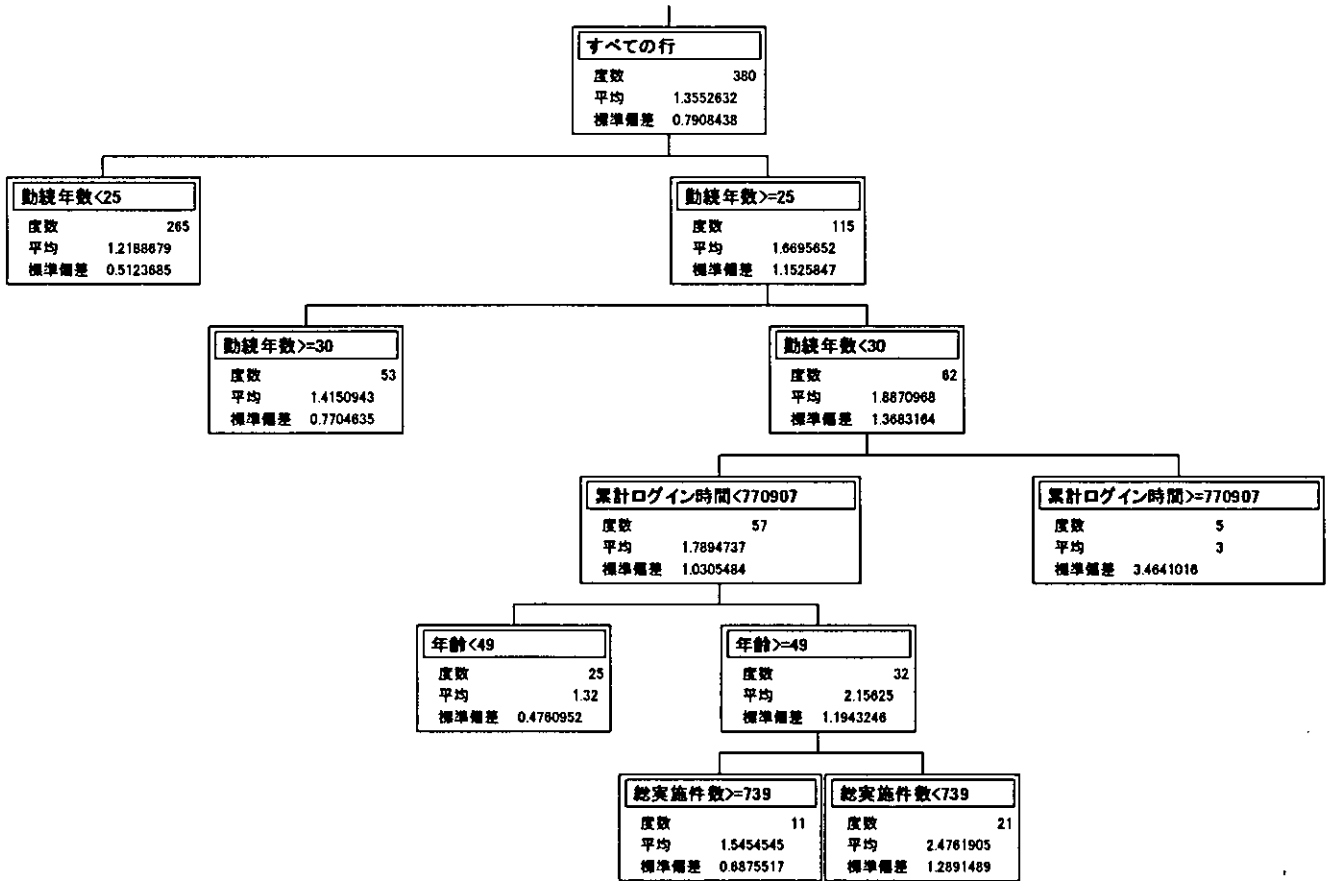 すべての行
度数 380
平均 1.3552632
標準偏差 0.7908438
勤続年数<25
度数 265
平均 1.2188679
標準偏差 0.5123685
勤続年数>=25
度数 115
平均 1.6695652
標準偏差 1.1525847
勤続年数>=30
度数 53
平均 1.4150943
標準偏差 0.7704635
勤続年数<30
度数 62
平均 1.8870968
標準偏差 1.3683164
累計ログイン時間<770907
度数 57
平均 1.7894737
標準偏差 1.0305484
累計ログイン時間>=770907
度数 5
平均 3
標準偏差 3.4641016
年齢<49
度数 25
平均 1.32
標準偏差 0.4760952
年齢>=49
度数 32
平均 2.15625
標準偏差 1.1943246
総実施件数>=739
度数 11
平均 1.5454545
標準偏差 0.6875517
総実施件数<739
度数 21
平均 2.4761905
標準偏差 1.2891489